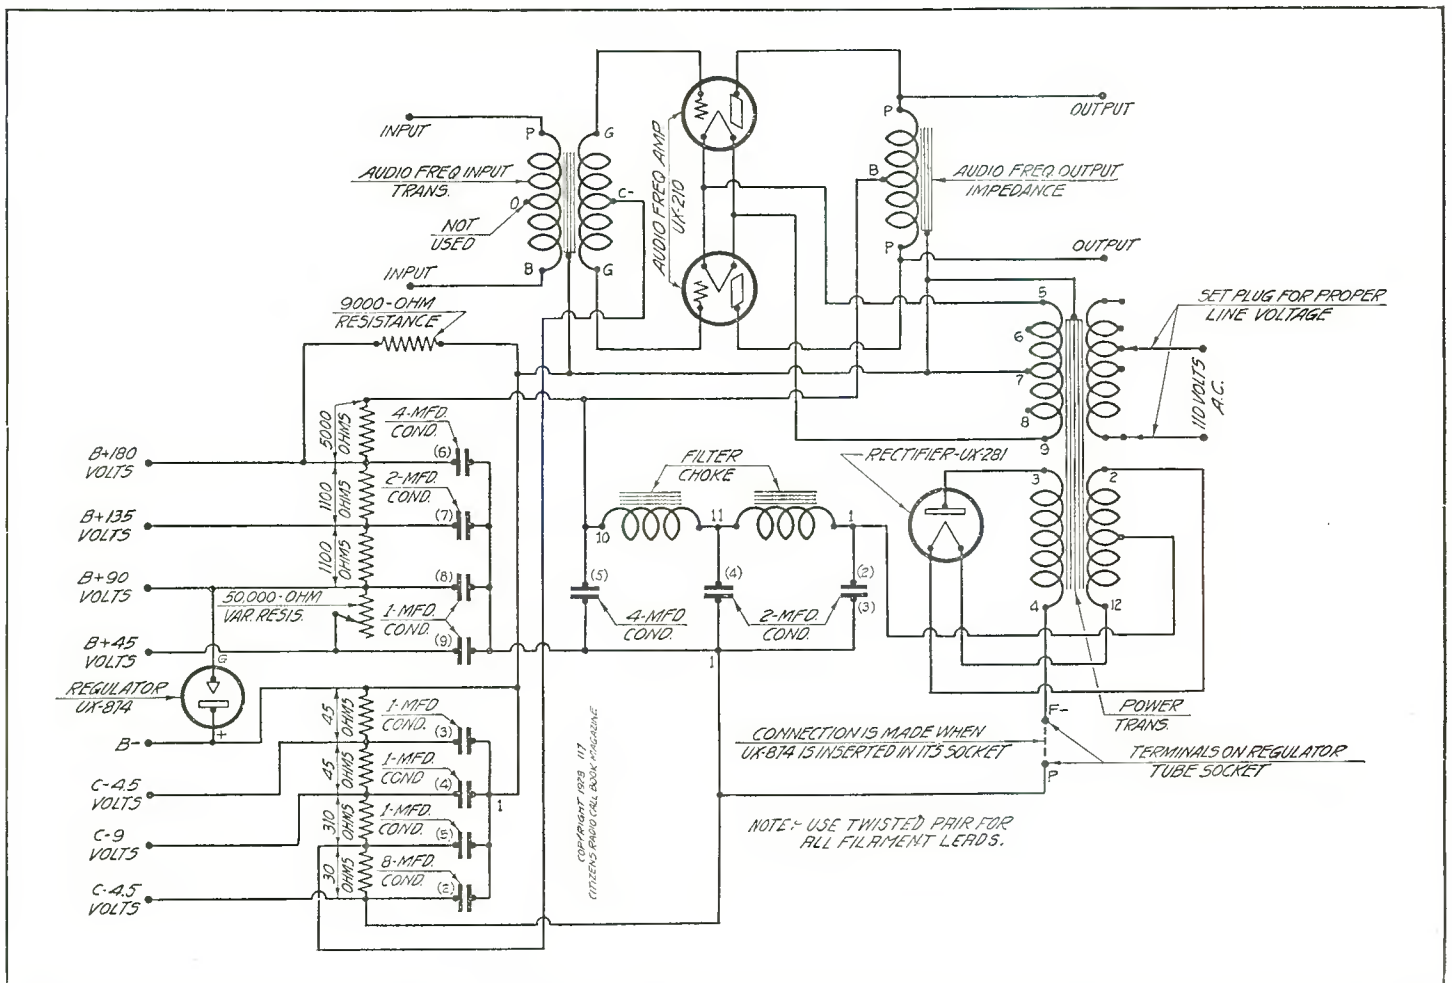 INPUT
P
G
AUDIO FREQ INPUT
TRANS.
O
C-
NOT
USED
B
G
INPUT
9000-OHM
RESISTANCE
AUDIO FREQ AMP
UX-210
P
OUTPUT
B
AUDIO FREQ OUTPUT
IMPEDANCE
P
OUTPUT
5
6
7
8
9
SET PLUG FOR PROPER
LINE VOLTAGE
110 VOLTS
A.C.
RECTIFIER-UX-281
3
2
4
12
POWER
TRANS.
F-
P
TERMINALS ON REGULATOR
TUBE SOCKET
CONNECTION IS MADE WHEN
UX-874 IS INSERTED IN ITS SOCKET
NOTE:- USE TWISTED PAIR FOR
ALL FILAMENT LEADS.
FILTER
CHOKE
10
11
1
(5)
(4)
(2)
(3)
4-MFD.
COND.
2-MFD.
COND.
1
B+180
VOLTS
B+135
VOLTS
B+90
VOLTS
B+45
VOLTS
5000
OHMS
1100
OHMS
1100
OHMS
50,000-OHM
VAR. RESIS.
4-MFD.
COND.
(6)
2-MFD.
COND.
(7)
(8)
1-MFD.
COND.
(9)
REGULATOR
UX-874
G
+
B-
C-4.5
VOLTS
C-9
VOLTS
C-4.5
VOLTS
45
OHMS
45
OHMS
310
OHMS
30
OHMS
1-MFD
COND.
(3)
1-MFD.
COND
(4)
1
1-MFD.
COND.
(5)
8-MFD.
COND.
(2)
COPYRIGHT 1928 117
CITIZENS RADIO CALL BOOK MAGAZINE